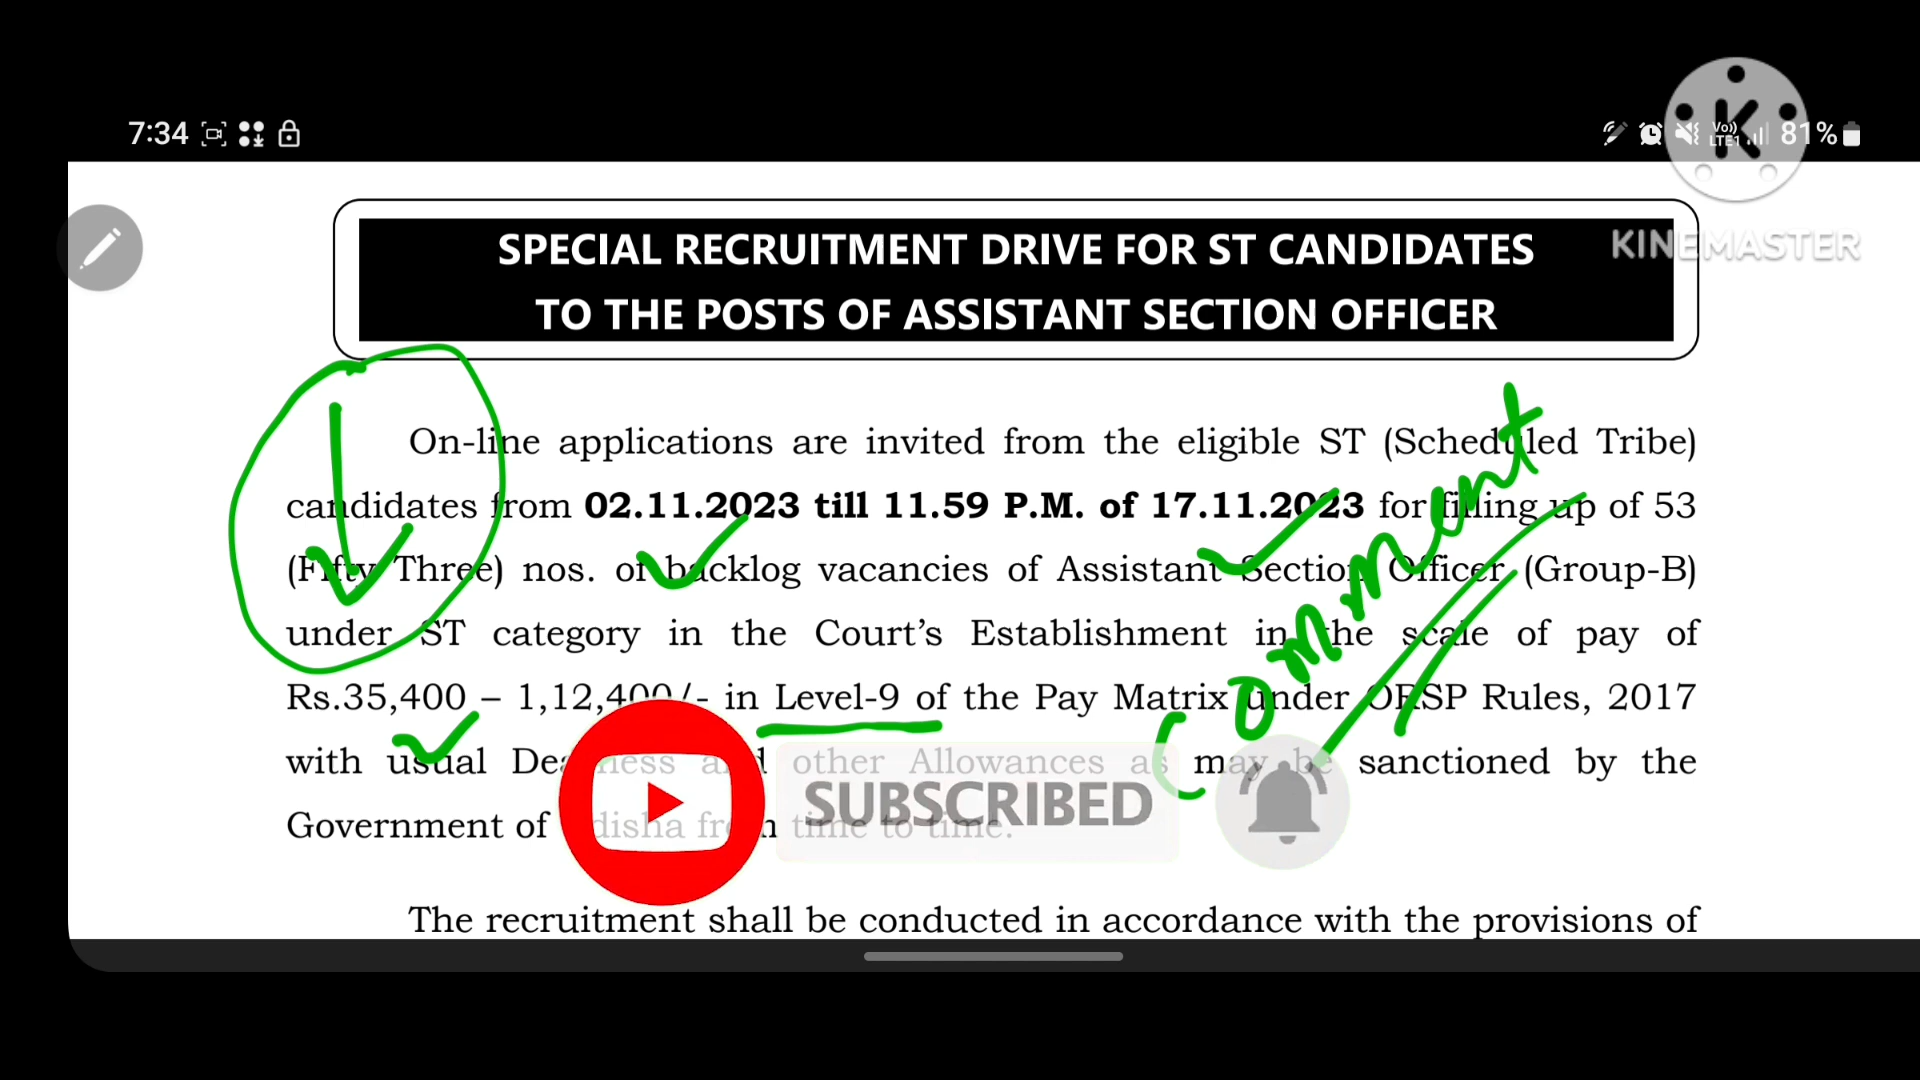 7:34
Vo)) LTE1 81%
KINEMASTER
SPECIAL RECRUITMENT DRIVE FOR ST CANDIDATES
TO THE POSTS OF ASSISTANT SECTION OFFICER
On-line applications are invited from the eligible ST (Scheduled Tribe)
candidates from 02.11.2023 till 11.59 P.M. of 17.11.2023 for filling up of 53
(Fifty Three) nos. of backlog vacancies of Assistant Section Officer (Group-B)
under ST category in the Court's Establishment in the scale of pay of
Rs.35,400 – 1,12,400/- in Level-9 of the Pay Matrix under ORSP Rules, 2017
with usual Dearness and other Allowances as may be sanctioned by the
Government of Odisha from time to time.
comment
SUBSCRIBED
The recruitment shall be conducted in accordance with the provisions of